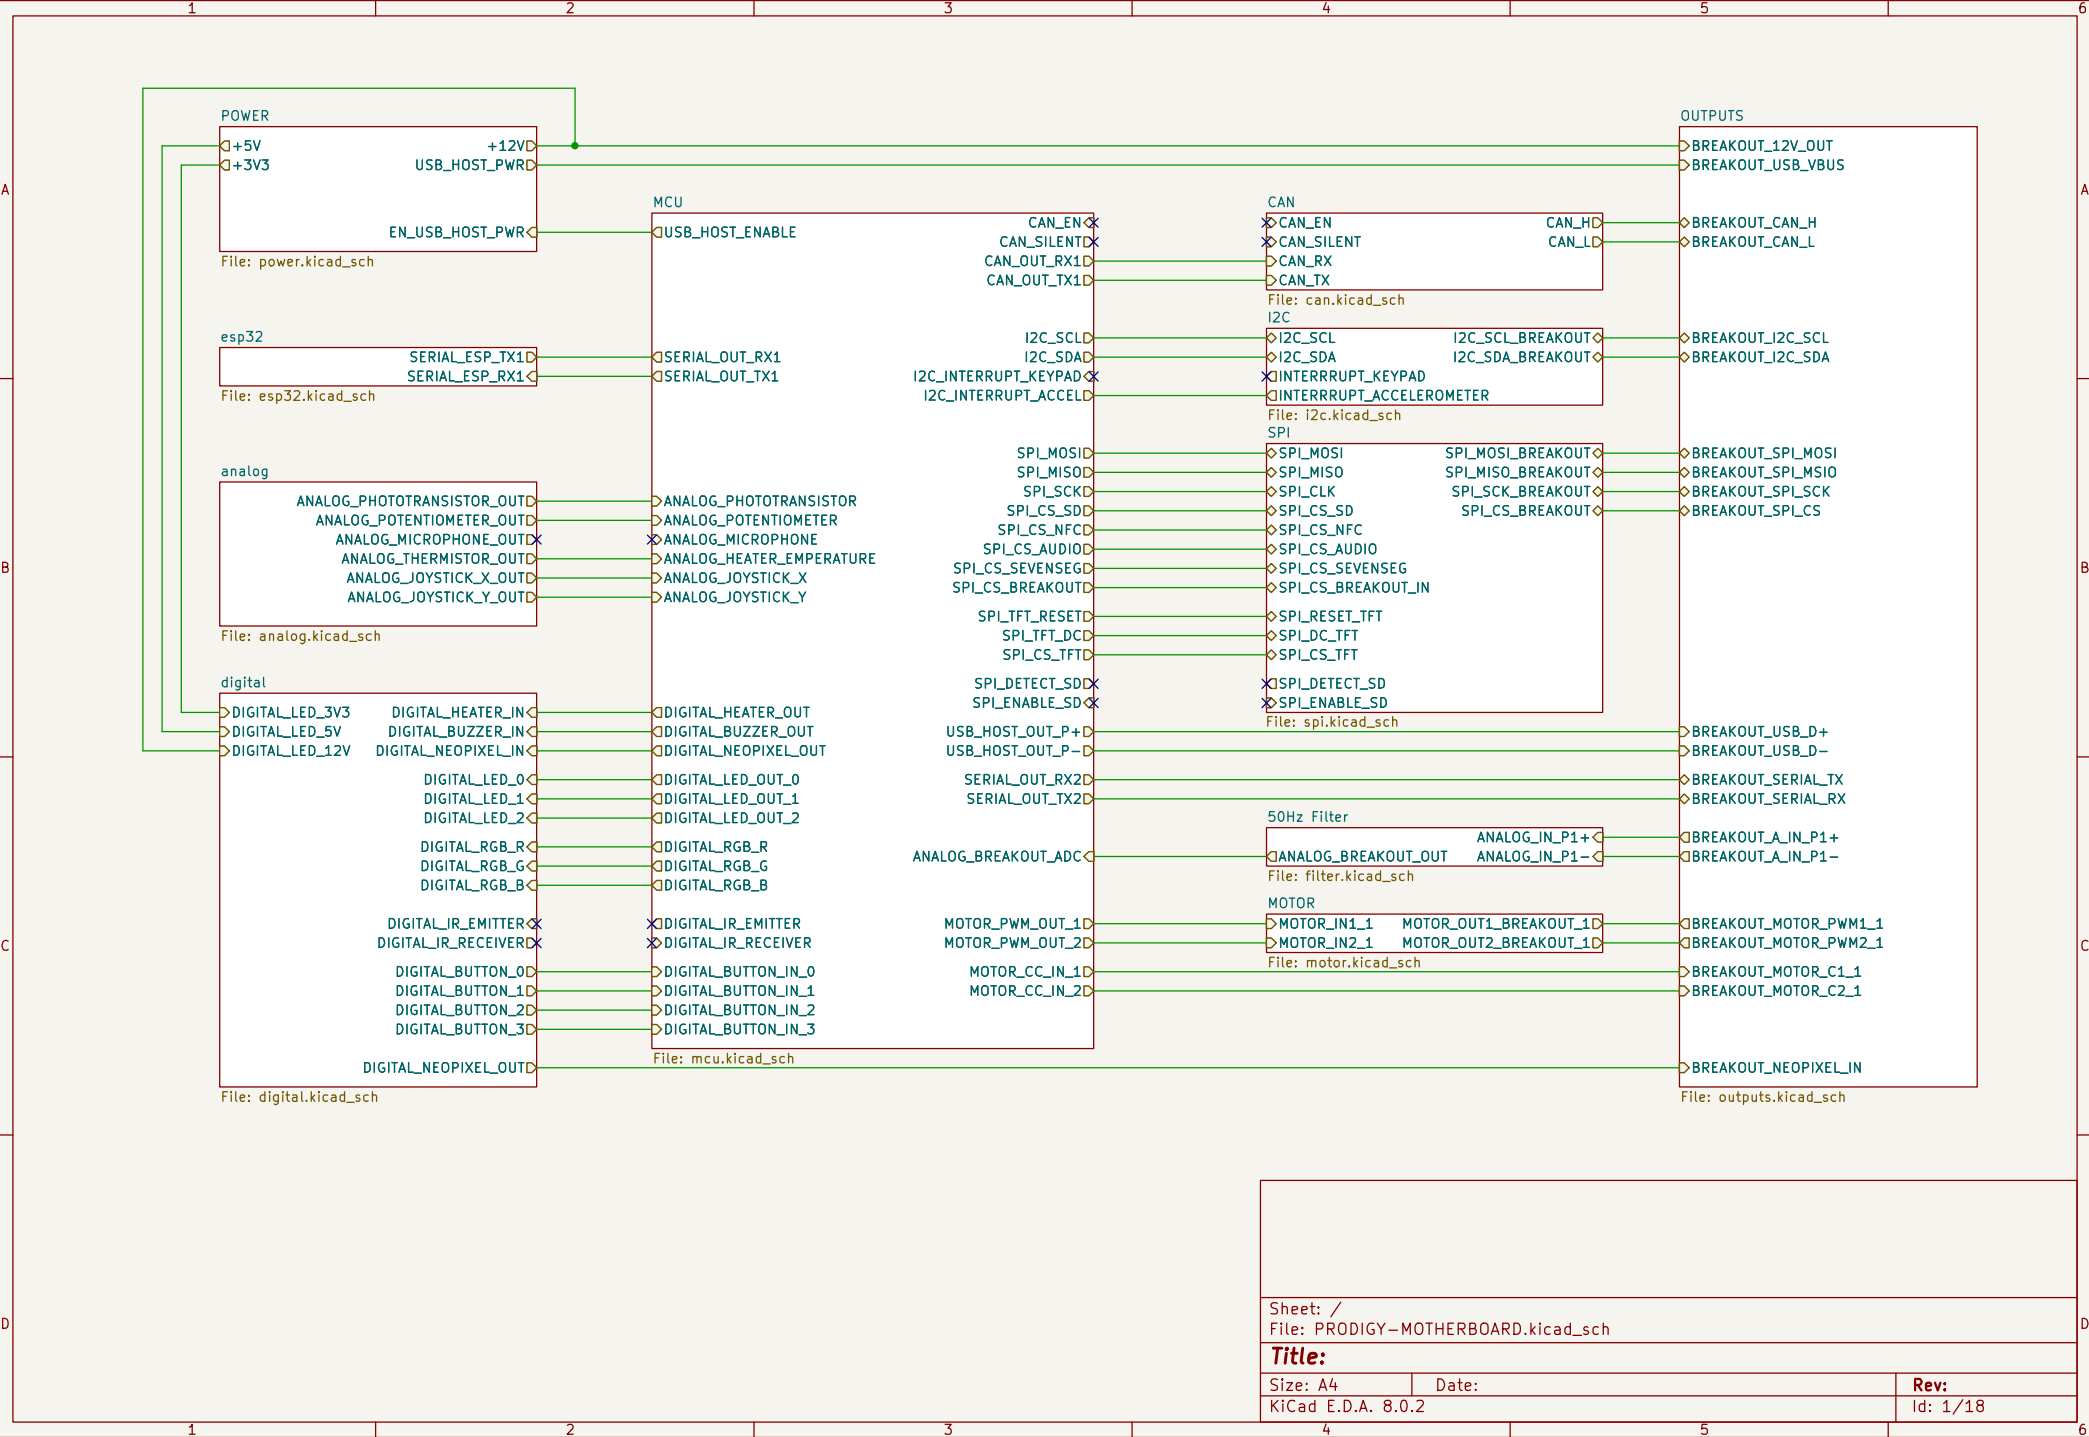 1 2 3 4 5 6
POWER
+5V
+3V3
+12V
USB_HOST_PWR
EN_USB_HOST_PWR
File: power.kicad_sch
esp32
SERIAL_ESP_TX1
SERIAL_ESP_RX1
File: esp32.kicad_sch
analog
ANALOG_PHOTOTRANSISTOR_OUT
ANALOG_POTENTIOMETER_OUT
ANALOG_MICROPHONE_OUT
ANALOG_THERMISTOR_OUT
ANALOG_JOYSTICK_X_OUT
ANALOG_JOYSTICK_Y_OUT
File: analog.kicad_sch
digital
DIGITAL_LED_3V3
DIGITAL_LED_5V
DIGITAL_LED_12V
DIGITAL_HEATER_IN
DIGITAL_BUZZER_IN
DIGITAL_NEOPIXEL_IN
DIGITAL_LED_0
DIGITAL_LED_1
DIGITAL_LED_2
DIGITAL_RGB_R
DIGITAL_RGB_G
DIGITAL_RGB_B
DIGITAL_IR_EMITTER
DIGITAL_IR_RECEIVER
DIGITAL_BUTTON_0
DIGITAL_BUTTON_1
DIGITAL_BUTTON_2
DIGITAL_BUTTON_3
DIGITAL_NEOPIXEL_OUT
File: digital.kicad_sch
MCU
USB_HOST_ENABLE
SERIAL_OUT_RX1
SERIAL_OUT_TX1
ANALOG_PHOTOTRANSISTOR
ANALOG_POTENTIOMETER
ANALOG_MICROPHONE
ANALOG_HEATER_EMPERATURE
ANALOG_JOYSTICK_X
ANALOG_JOYSTICK_Y
DIGITAL_HEATER_OUT
DIGITAL_BUZZER_OUT
DIGITAL_NEOPIXEL_OUT
DIGITAL_LED_OUT_0
DIGITAL_LED_OUT_1
DIGITAL_LED_OUT_2
DIGITAL_RGB_R
DIGITAL_RGB_G
DIGITAL_RGB_B
DIGITAL_IR_EMITTER
DIGITAL_IR_RECEIVER
DIGITAL_BUTTON_IN_0
DIGITAL_BUTTON_IN_1
DIGITAL_BUTTON_IN_2
DIGITAL_BUTTON_IN_3
CAN_EN
CAN_SILENT
CAN_OUT_RX1
CAN_OUT_TX1
I2C_SCL
I2C_SDA
I2C_INTERRUPT_KEYPAD
I2C_INTERRUPT_ACCEL
SPI_MOSI
SPI_MISO
SPI_SCK
SPI_CS_SD
SPI_CS_NFC
SPI_CS_AUDIO
SPI_CS_SEVENSEG
SPI_CS_BREAKOUT
SPI_TFT_RESET
SPI_TFT_DC
SPI_CS_TFT
SPI_DETECT_SD
SPI_ENABLE_SD
USB_HOST_OUT_P+
USB_HOST_OUT_P-
SERIAL_OUT_RX2
SERIAL_OUT_TX2
ANALOG_BREAKOUT_ADC
MOTOR_PWM_OUT_1
MOTOR_PWM_OUT_2
MOTOR_CC_IN_1
MOTOR_CC_IN_2
File: mcu.kicad_sch
CAN
CAN_EN
CAN_SILENT
CAN_RX
CAN_TX
CAN_H
CAN_L
File: can.kicad_sch
I2C
I2C_SCL
I2C_SDA
INTERRRUPT_KEYPAD
INTERRRUPT_ACCELEROMETER
I2C_SCL_BREAKOUT
I2C_SDA_BREAKOUT
File: i2c.kicad_sch
SPI
SPI_MOSI
SPI_MISO
SPI_CLK
SPI_CS_SD
SPI_CS_NFC
SPI_CS_AUDIO
SPI_CS_SEVENSEG
SPI_CS_BREAKOUT_IN
SPI_RESET_TFT
SPI_DC_TFT
SPI_CS_TFT
SPI_DETECT_SD
SPI_ENABLE_SD
SPI_MOSI_BREAKOUT
SPI_MISO_BREAKOUT
SPI_SCK_BREAKOUT
SPI_CS_BREAKOUT
File: spi.kicad_sch
50Hz Filter
ANALOG_BREAKOUT_OUT
ANALOG_IN_P1+
ANALOG_IN_P1-
File: filter.kicad_sch
MOTOR
MOTOR_IN1_1
MOTOR_IN2_1
MOTOR_OUT1_BREAKOUT_1
MOTOR_OUT2_BREAKOUT_1
File: motor.kicad_sch
OUTPUTS
BREAKOUT_12V_OUT
BREAKOUT_USB_VBUS
BREAKOUT_CAN_H
BREAKOUT_CAN_L
BREAKOUT_I2C_SCL
BREAKOUT_I2C_SDA
BREAKOUT_SPI_MOSI
BREAKOUT_SPI_MSIO
BREAKOUT_SPI_SCK
BREAKOUT_SPI_CS
BREAKOUT_USB_D+
BREAKOUT_USB_D-
BREAKOUT_SERIAL_TX
BREAKOUT_SERIAL_RX
BREAKOUT_A_IN_P1+
BREAKOUT_A_IN_P1-
BREAKOUT_MOTOR_PWM1_1
BREAKOUT_MOTOR_PWM2_1
BREAKOUT_MOTOR_C1_1
BREAKOUT_MOTOR_C2_1
BREAKOUT_NEOPIXEL_IN
File: outputs.kicad_sch
A A
B B
C C
D D
Sheet: /
File: PRODIGY-MOTHERBOARD.kicad_sch
Title:
Size: A4 Date: Rev:
KiCad E.D.A. 8.0.2 Id: 1/18
1 2 3 4 5 6